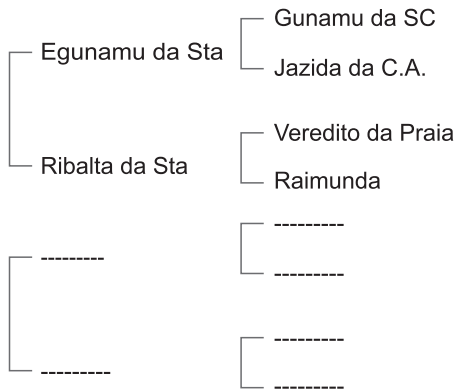 Gunamu da SC
Egunamu da Sta
Jazida da C.A.
Veredito da Praia
Ribalta da Sta
Raimunda
---------
---------
---------
---------
---------
---------